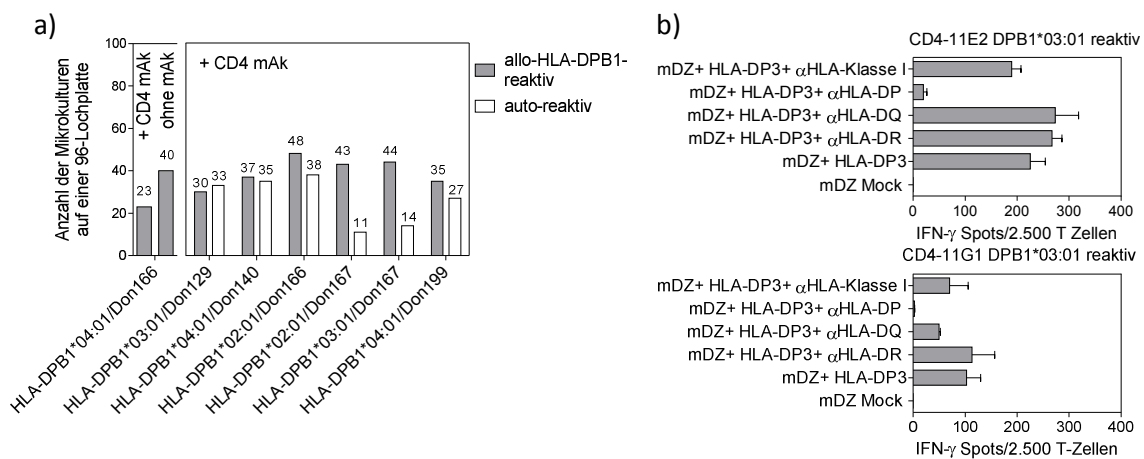 a)
100
80
60
40
20
0
Anzahl der Mikrokulturen
auf einer 96-Lochplatte
+ CD4 mAk
ohne mAk
+ CD4 mAk
allo-HLA-DPB1-
reaktiv
auto-reaktiv
23
40
30
33
37
35
48
38
43
11
44
14
35
27
HLA-DPB1*04:01/Don166
HLA-DPB1*03:01/Don129
HLA-DPB1*04:01/Don140
HLA-DPB1*02:01/Don166
HLA-DPB1*02:01/Don167
HLA-DPB1*03:01/Don167
HLA-DPB1*04:01/Don199
b)
CD4-11E2 DPB1*03:01 reaktiv
mDZ+ HLA-DP3+ αHLA-Klasse I
mDZ+ HLA-DP3+ αHLA-DP
mDZ+ HLA-DP3+ αHLA-DQ
mDZ+ HLA-DP3+ αHLA-DR
mDZ+ HLA-DP3
mDZ Mock
0 100 200 300 400
IFN-γ Spots/2.500 T Zellen
CD4-11G1 DPB1*03:01 reaktiv
mDZ+ HLA-DP3+ αHLA-Klasse I
mDZ+ HLA-DP3+ αHLA-DP
mDZ+ HLA-DP3+ αHLA-DQ
mDZ+ HLA-DP3+ αHLA-DR
mDZ+ HLA-DP3
mDZ Mock
0 100 200 300 400
IFN-γ Spots/2.500 T-Zellen